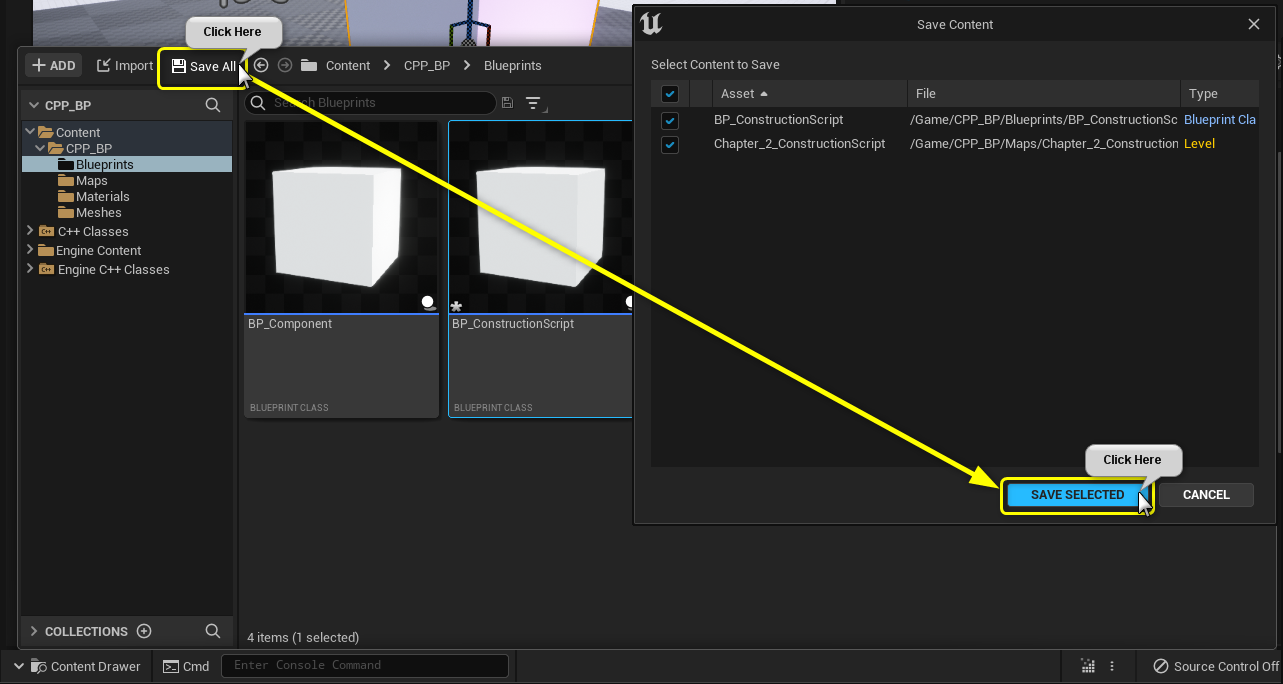 Click Here
ADD
Import
Save All
Content
CPP_BP
Blueprints
CPP_BP
Search Blueprints
Content
CPP_BP
Blueprints
Maps
Materials
Meshes
C++ Classes
Engine Content
Engine C++ Classes
BP_Component
BLUEPRINT CLASS
BP_ConstructionScript
BLUEPRINT CLASS
COLLECTIONS
4 items (1 selected)
Content Drawer
Cmd
Enter Console Command
Source Control Off
Save Content
Select Content to Save
Asset
File
Type
BP_ConstructionScript
/Game/CPP_BP/Blueprints/BP_ConstructionSc
Blueprint Cla
Chapter_2_ConstructionScript
/Game/CPP_BP/Maps/Chapter_2_Construction
Level
Click Here
SAVE SELECTED
CANCEL